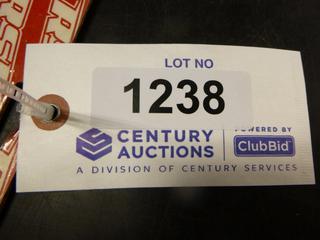 LOT NO
1238
CENTURY
AUCTIONS
POWERED BY
ClubBid
A DIVISION OF CENTURY SERVICES